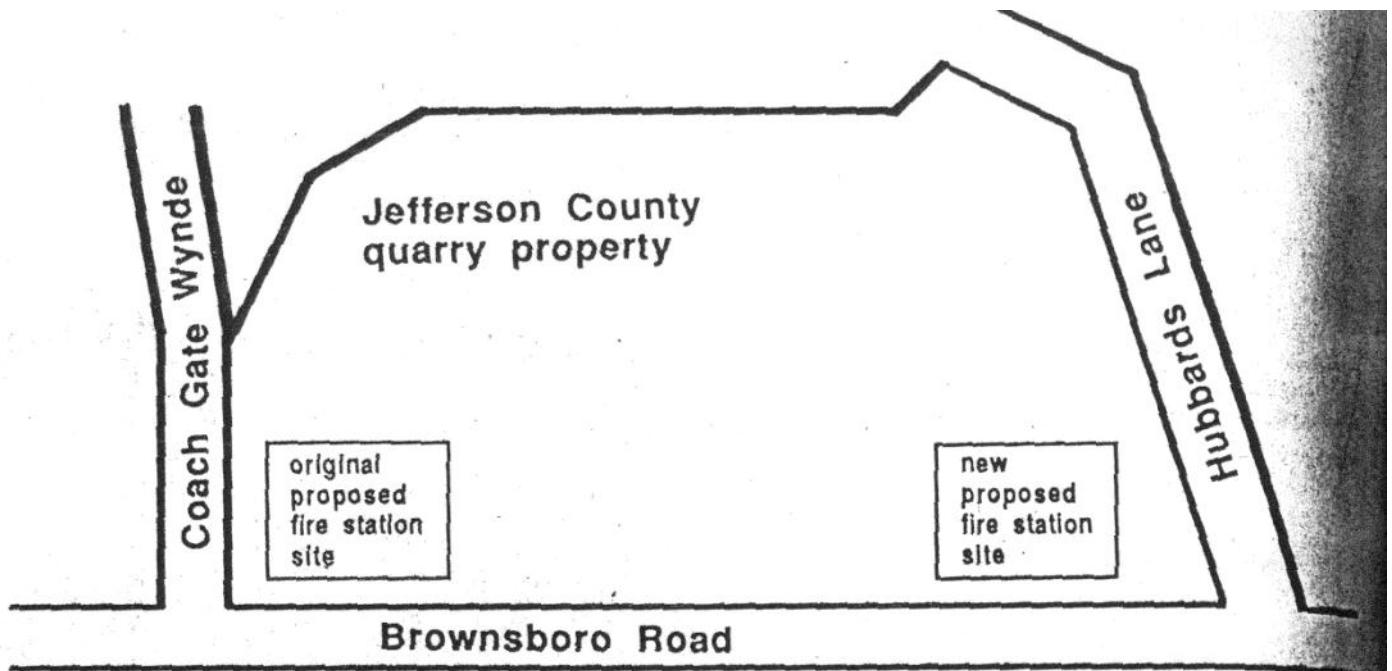 Coach Gate Wynde
Jefferson County
quarry property
Hubbards Lane
original
proposed
fire station
site
new
proposed
fire station
site
Brownsboro Road